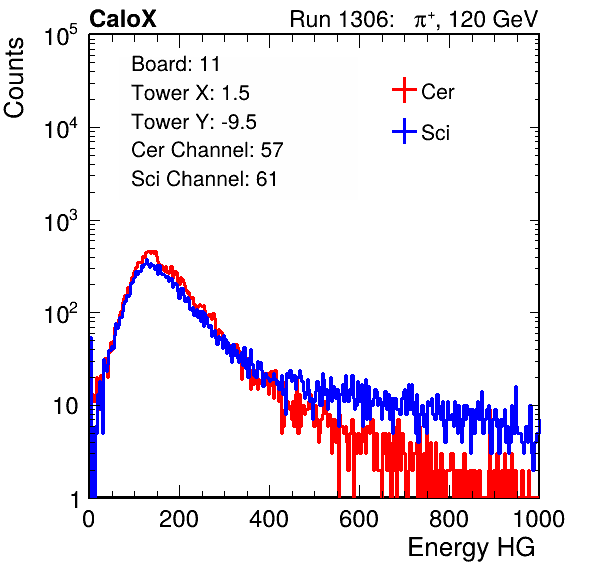 CaloX Run 1306: π⁺, 120 GeV
Counts
10⁵
10⁴
10³
10²
10
1
Board: 11
Tower X: 1.5
Tower Y: -9.5
Cer Channel: 57
Sci Channel: 61
Cer
Sci
0 200 400 600 800 1000
Energy HG